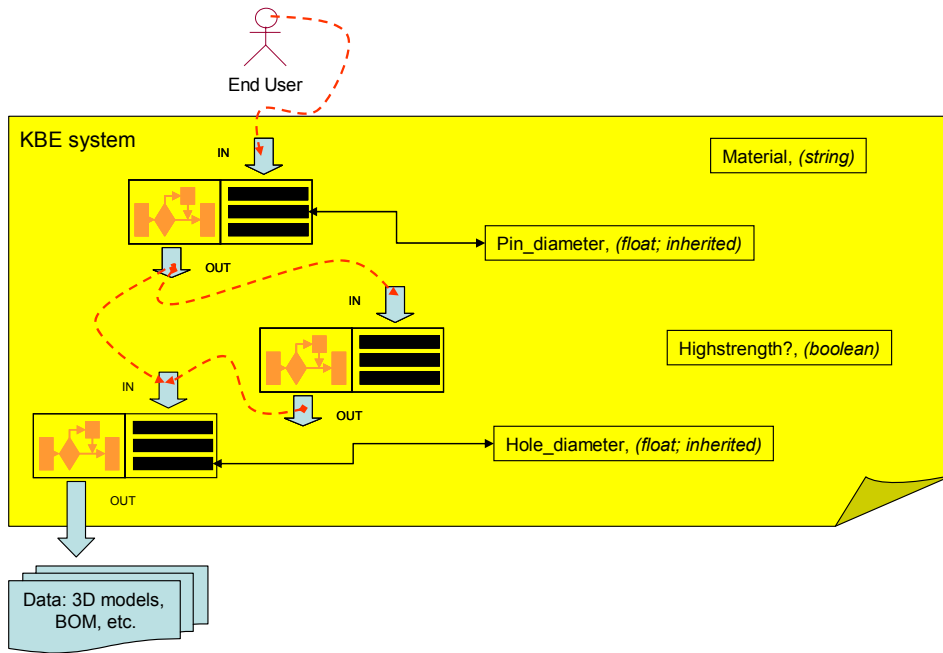 End User
KBE system
IN
Material, (string)
Pin_diameter, (float; inherited)
OUT
IN
Highstrength?, (boolean)
IN
OUT
Hole_diameter, (float; inherited)
OUT
Data: 3D models,
BOM, etc.